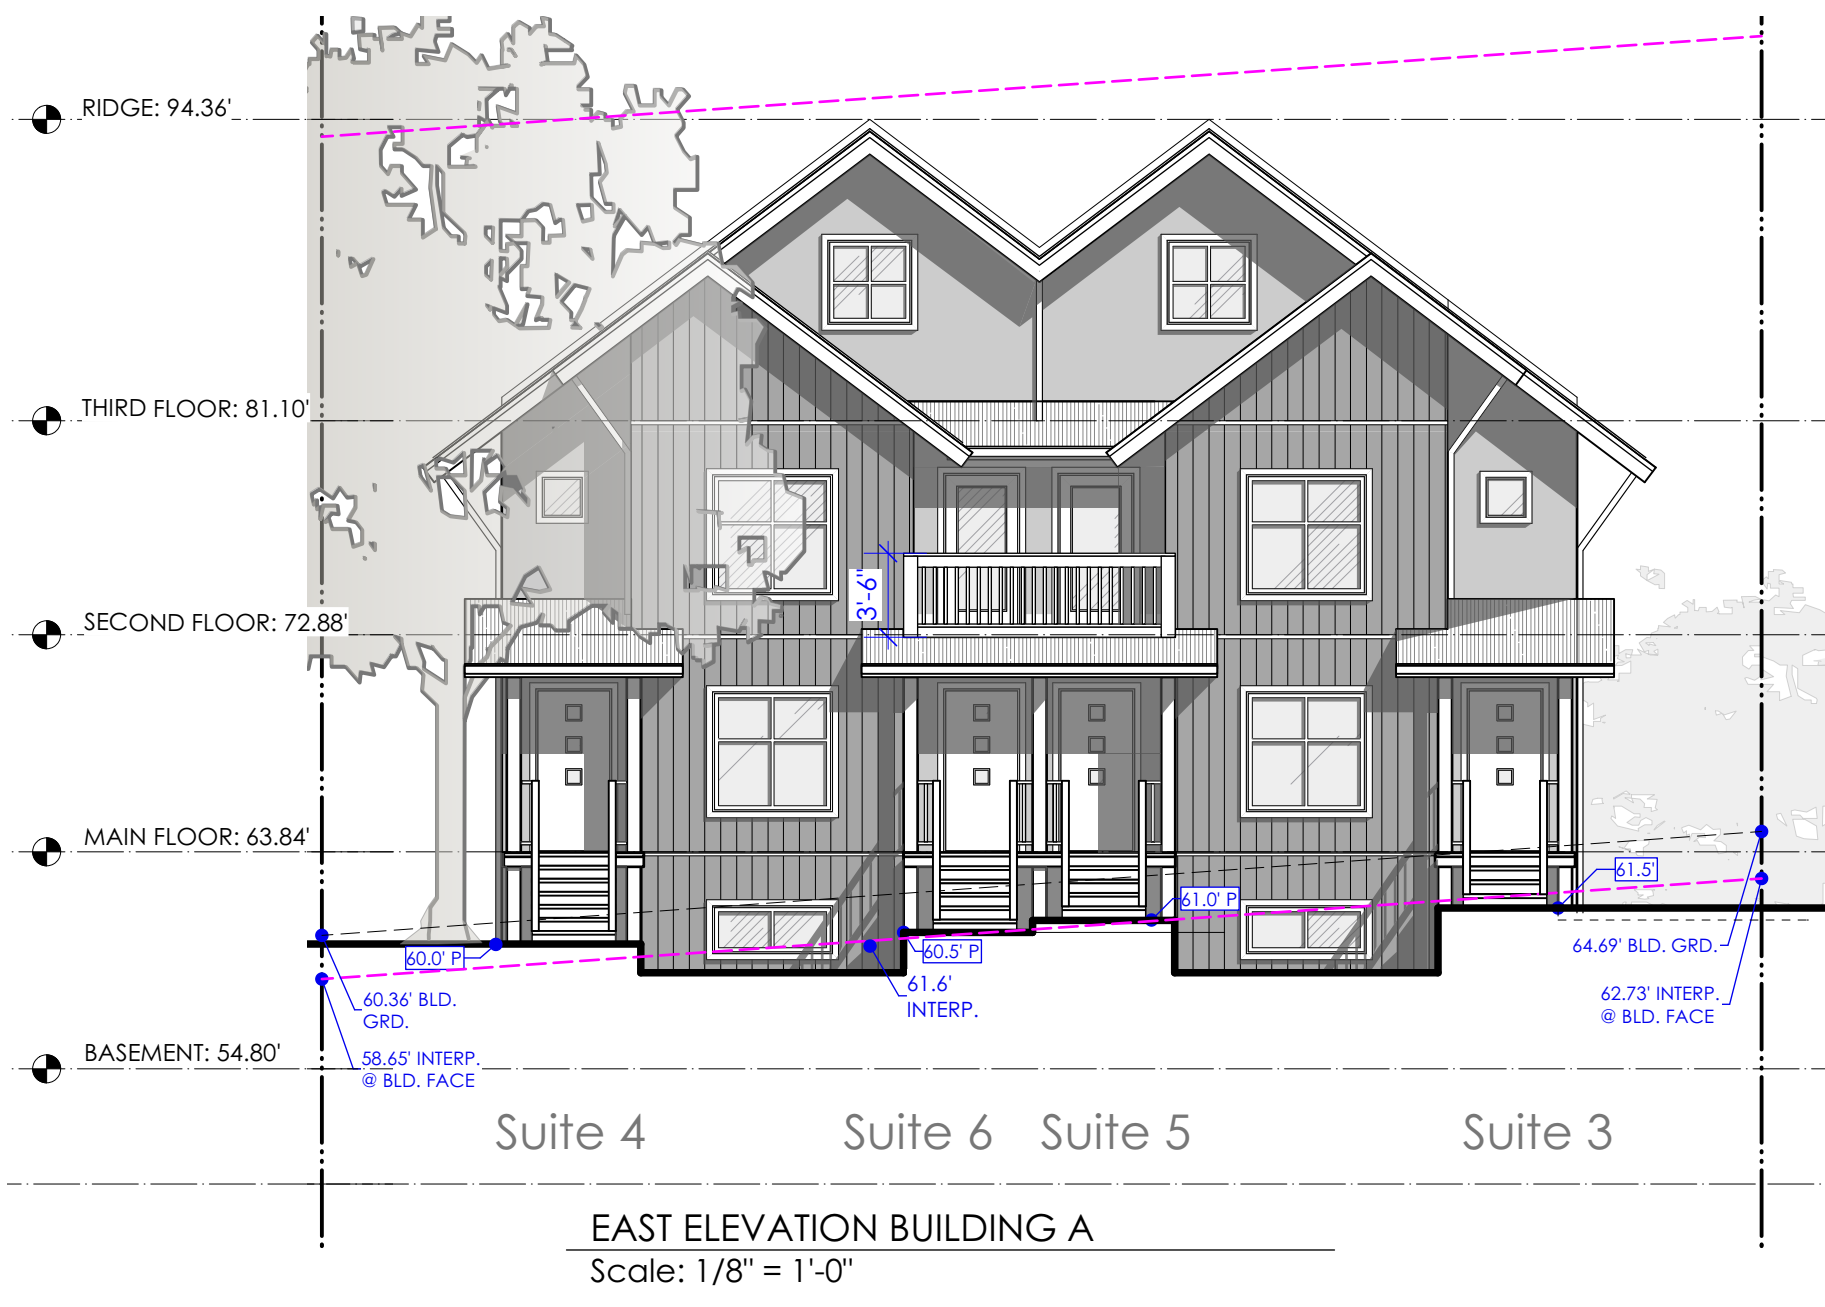 RIDGE: 94.36'
THIRD FLOOR: 81.10'
3'-6"
SECOND FLOOR: 72.88'
MAIN FLOOR: 63.84'
61.5'
61.0' P
60.0' P
60.5' P
64.69' BLD. GRD.
61.6'
INTERP.
60.36' BLD.
GRD.
62.73' INTERP.
@ BLD. FACE
BASEMENT: 54.80'
58.65' INTERP.
@ BLD. FACE
Suite 4 Suite 6 Suite 5 Suite 3
EAST ELEVATION BUILDING A
Scale: 1/8" = 1'-0"